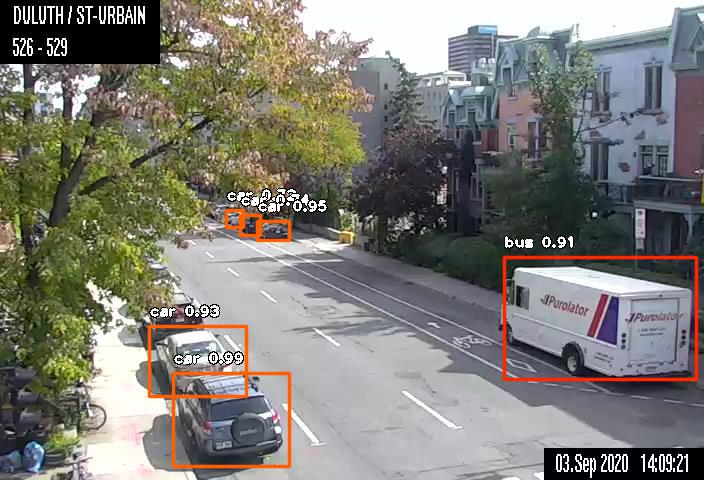 DULUTH / ST-URBAIN
526 - 529
car 0.95
bus 0.91
Purolator
Purolator
car 0.93
car 0.99
03.Sep 2020 14:09:21